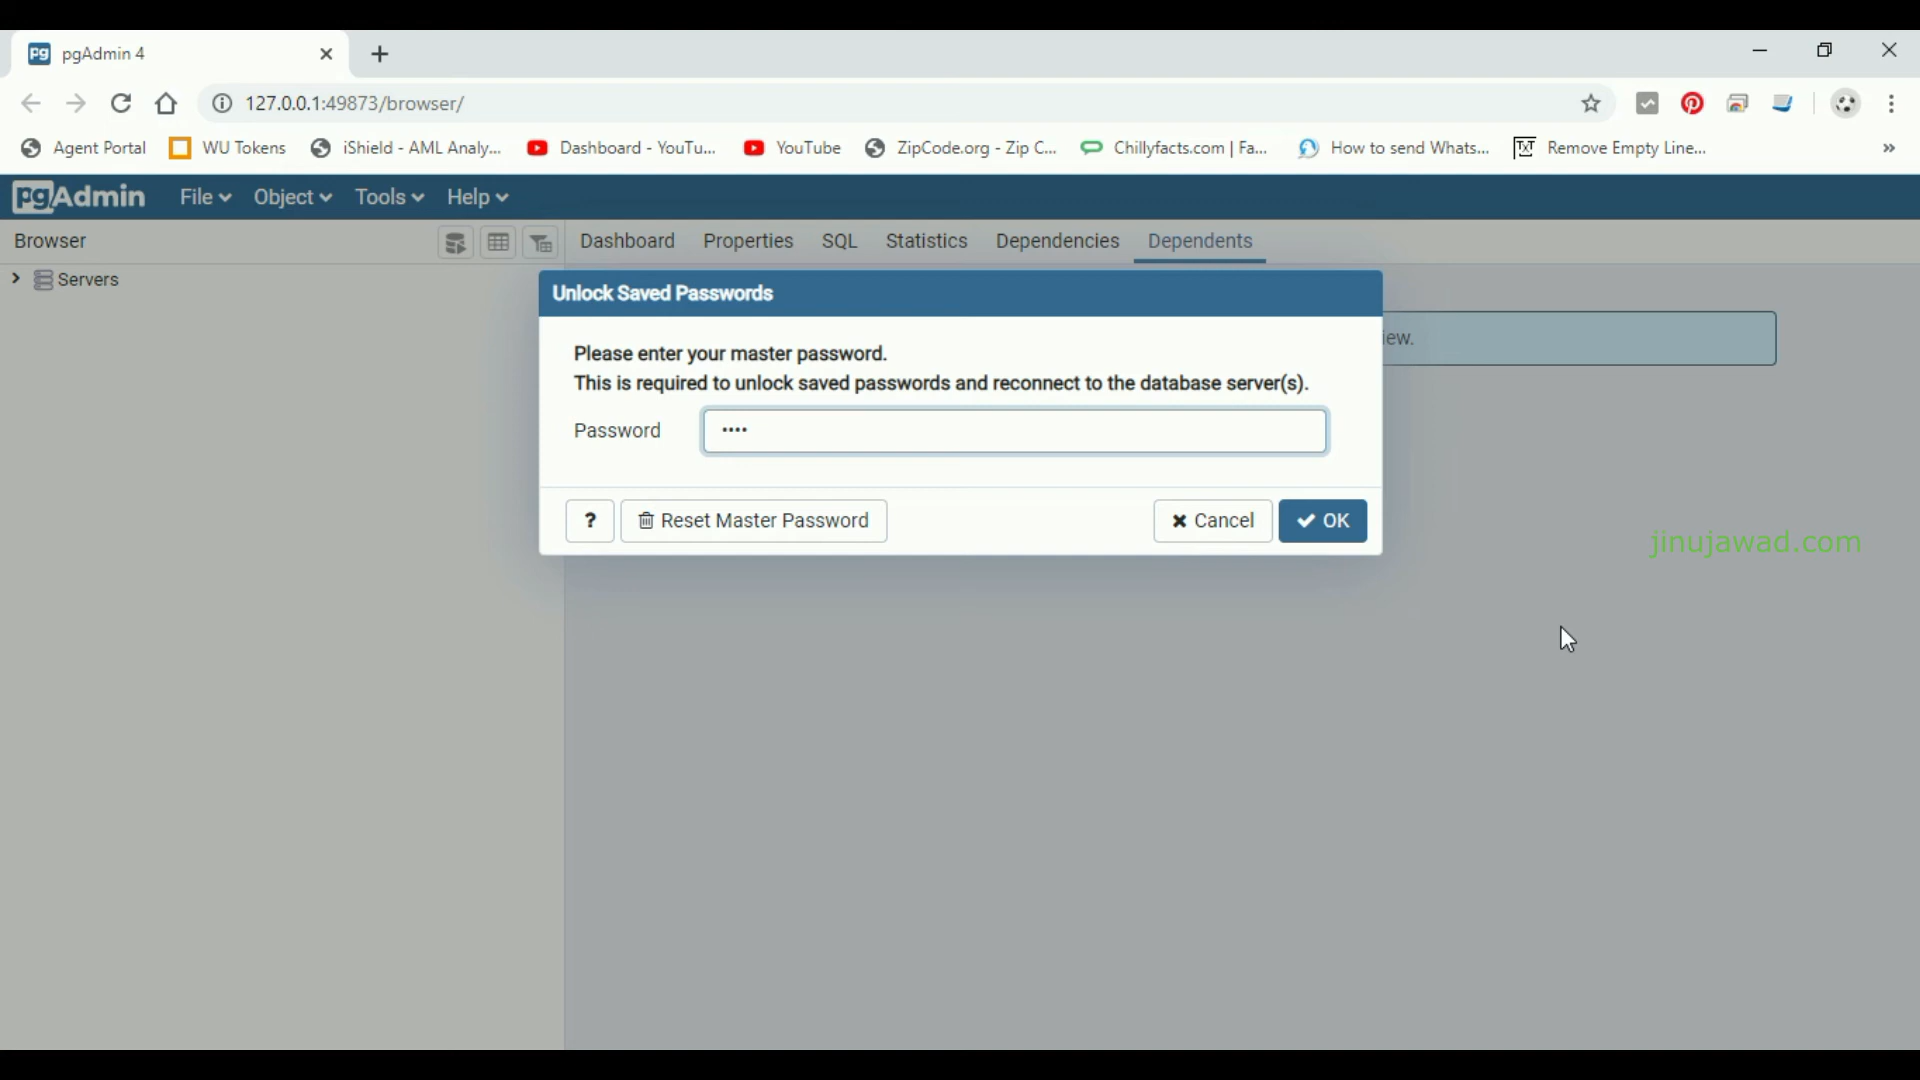 pgAdmin 4
127.0.0.1:49873/browser/
Agent Portal WU Tokens iShield - AML Analy... Dashboard - YouTu... YouTube ZipCode.org - Zip C... Chillyfacts.com | Fa... How to send Whats... Remove Empty Line... »
pgAdmin File Object Tools Help
Browser Dashboard Properties SQL Statistics Dependencies Dependents
Servers
Unlock Saved Passwords
iew.
Please enter your master password.
This is required to unlock saved passwords and reconnect to the database server(s).
Password ••••
? Reset Master Password Cancel OK
jinujawad.com